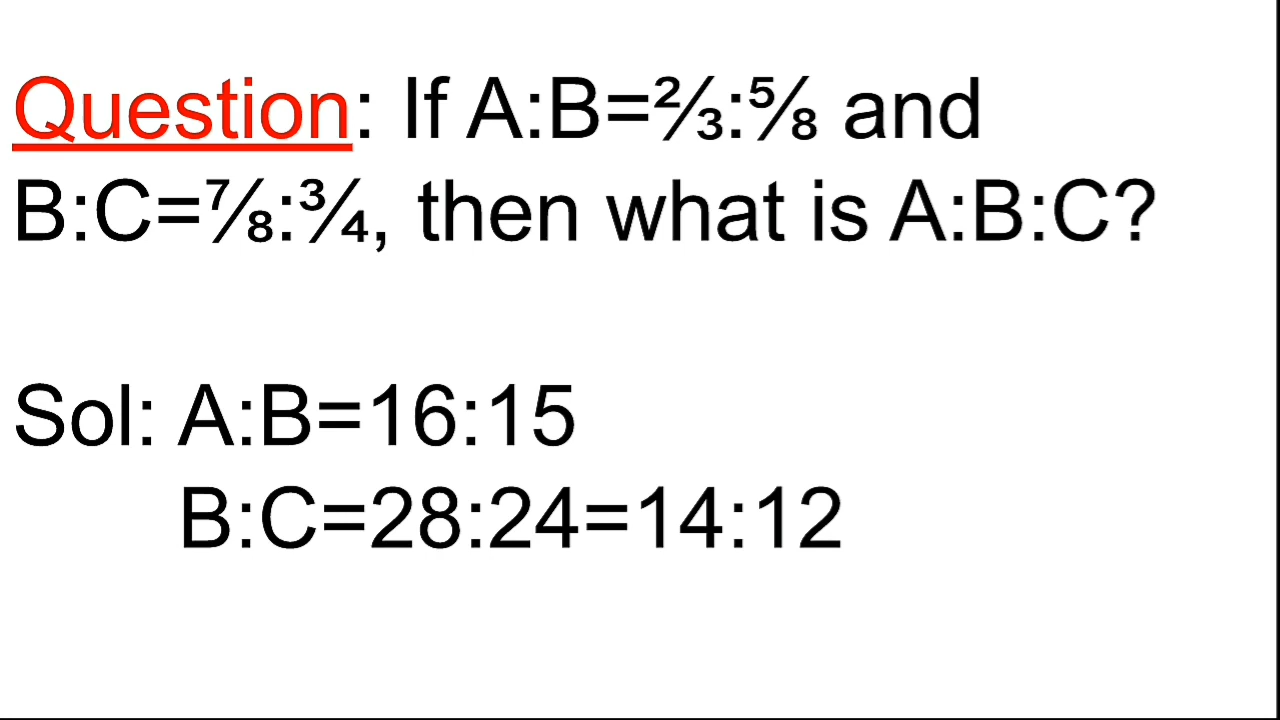 Question: If A:B=⅔:⅝ and
B:C=⅞:¾, then what is A:B:C?
Sol: A:B=16:15
B:C=28:24=14:12